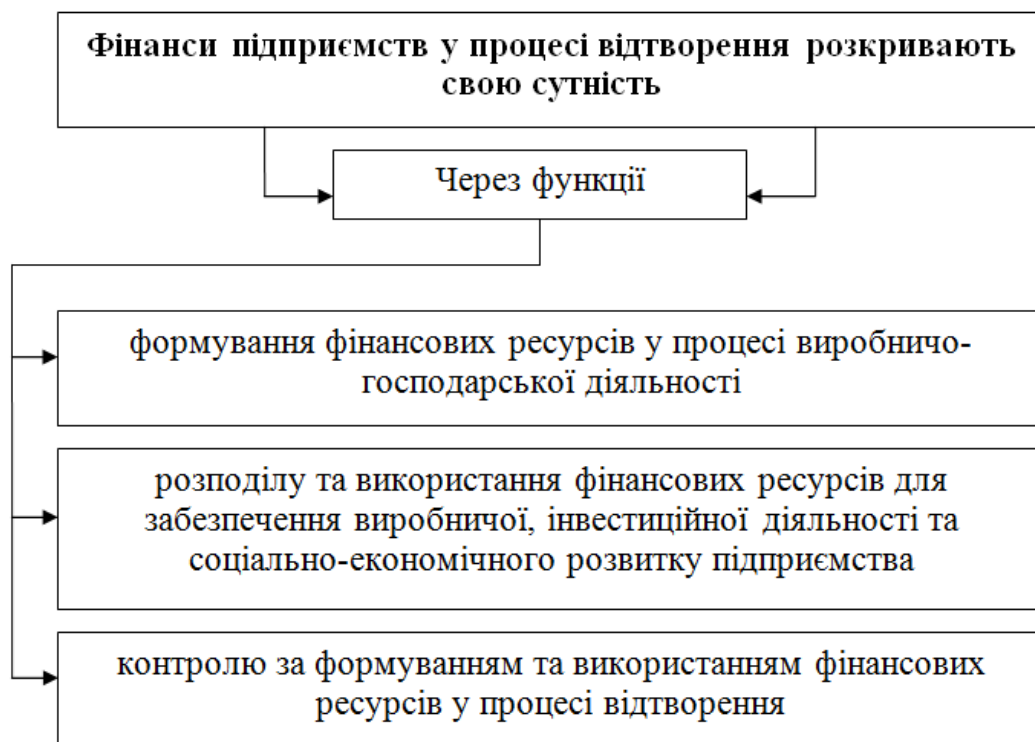 Фінанси підприємств у процесі відтворення розкривають
свою сутність
Через функції
формування фінансових ресурсів у процесі виробничо-
господарської діяльності
розподілу та використання фінансових ресурсів для
забезпечення виробничої, інвестиційної діяльності та
соціально-економічного розвитку підприємства
контролю за формуванням та використанням фінансових
ресурсів у процесі відтворення